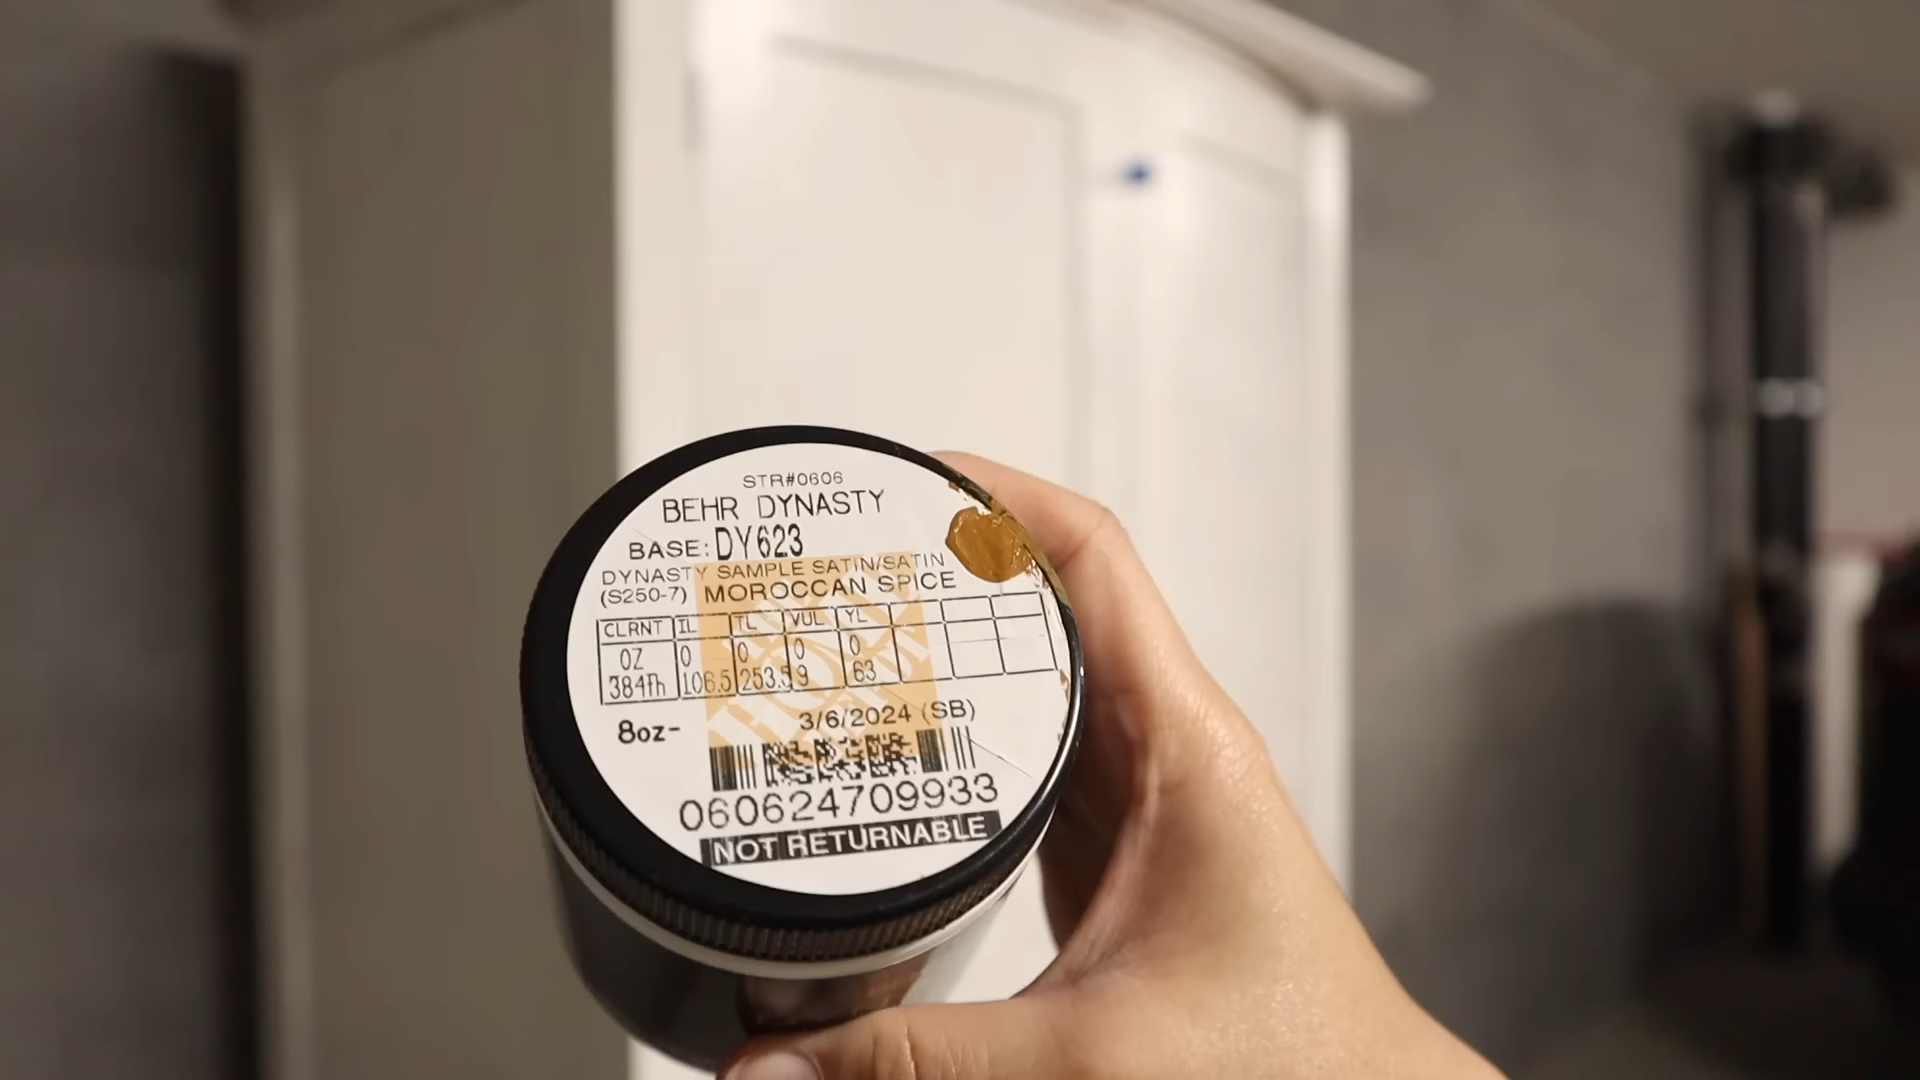 STR#0606
BEHR DYNASTY
BASE: DY623
DYNASTY SAMPLE SATIN/SATIN
(S250-7) MOROCCAN SPICE
CLRNT IL TL VUL YL
OZ 0 0 0 0
384th 106.5 253.5 9 63
8oz- 3/6/2024 (SB)
060624709933
NOT RETURNABLE